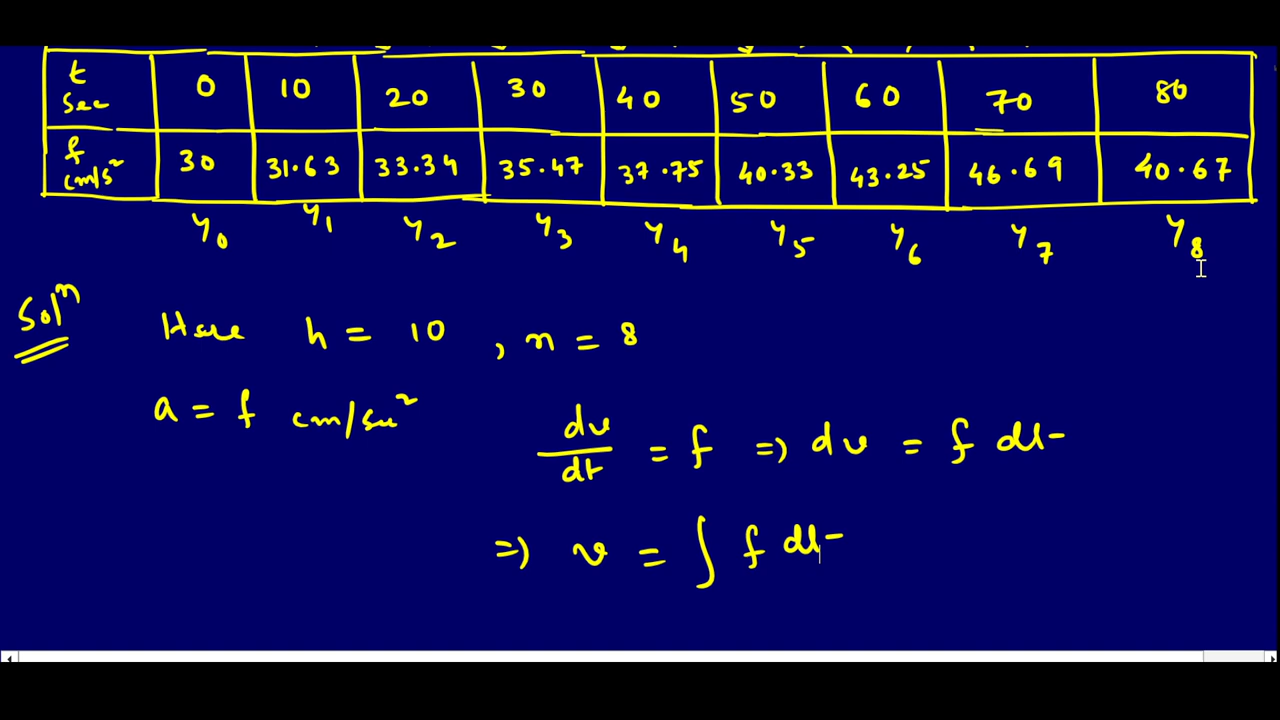 t sec 0 10 20 30 40 50 60 70 80
f cm/s² 30 31.63 33.34 35.47 37.75 40.33 43.25 46.69 40.67
y₀ y₁ y₂ y₃ y₄ y₅ y₆ y₇ y₈
Solⁿ Here h = 10 , n = 8
a = f cm/sec²
dv/dt = f => dv = f dt
=> v = ∫ f dt